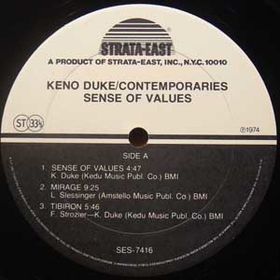 STRATA-EAST
A PRODUCT OF STRATA-EAST, INC., N.Y.C. 10010
KENO DUKE/CONTEMPORARIES
SENSE OF VALUES
ST 33⅓
℗1974
SIDE A
1. SENSE OF VALUES 4:47
K. Duke (Kedu Music Publ. Co.) BMI
2. MIRAGE 9:25
L. Slessinger (Amstello Music Publ. Co.) BMI
3. TIBIRON 5:46
F. Strozier—K. Duke (Kedu Music Publ. Co.) BMI
SES-7416